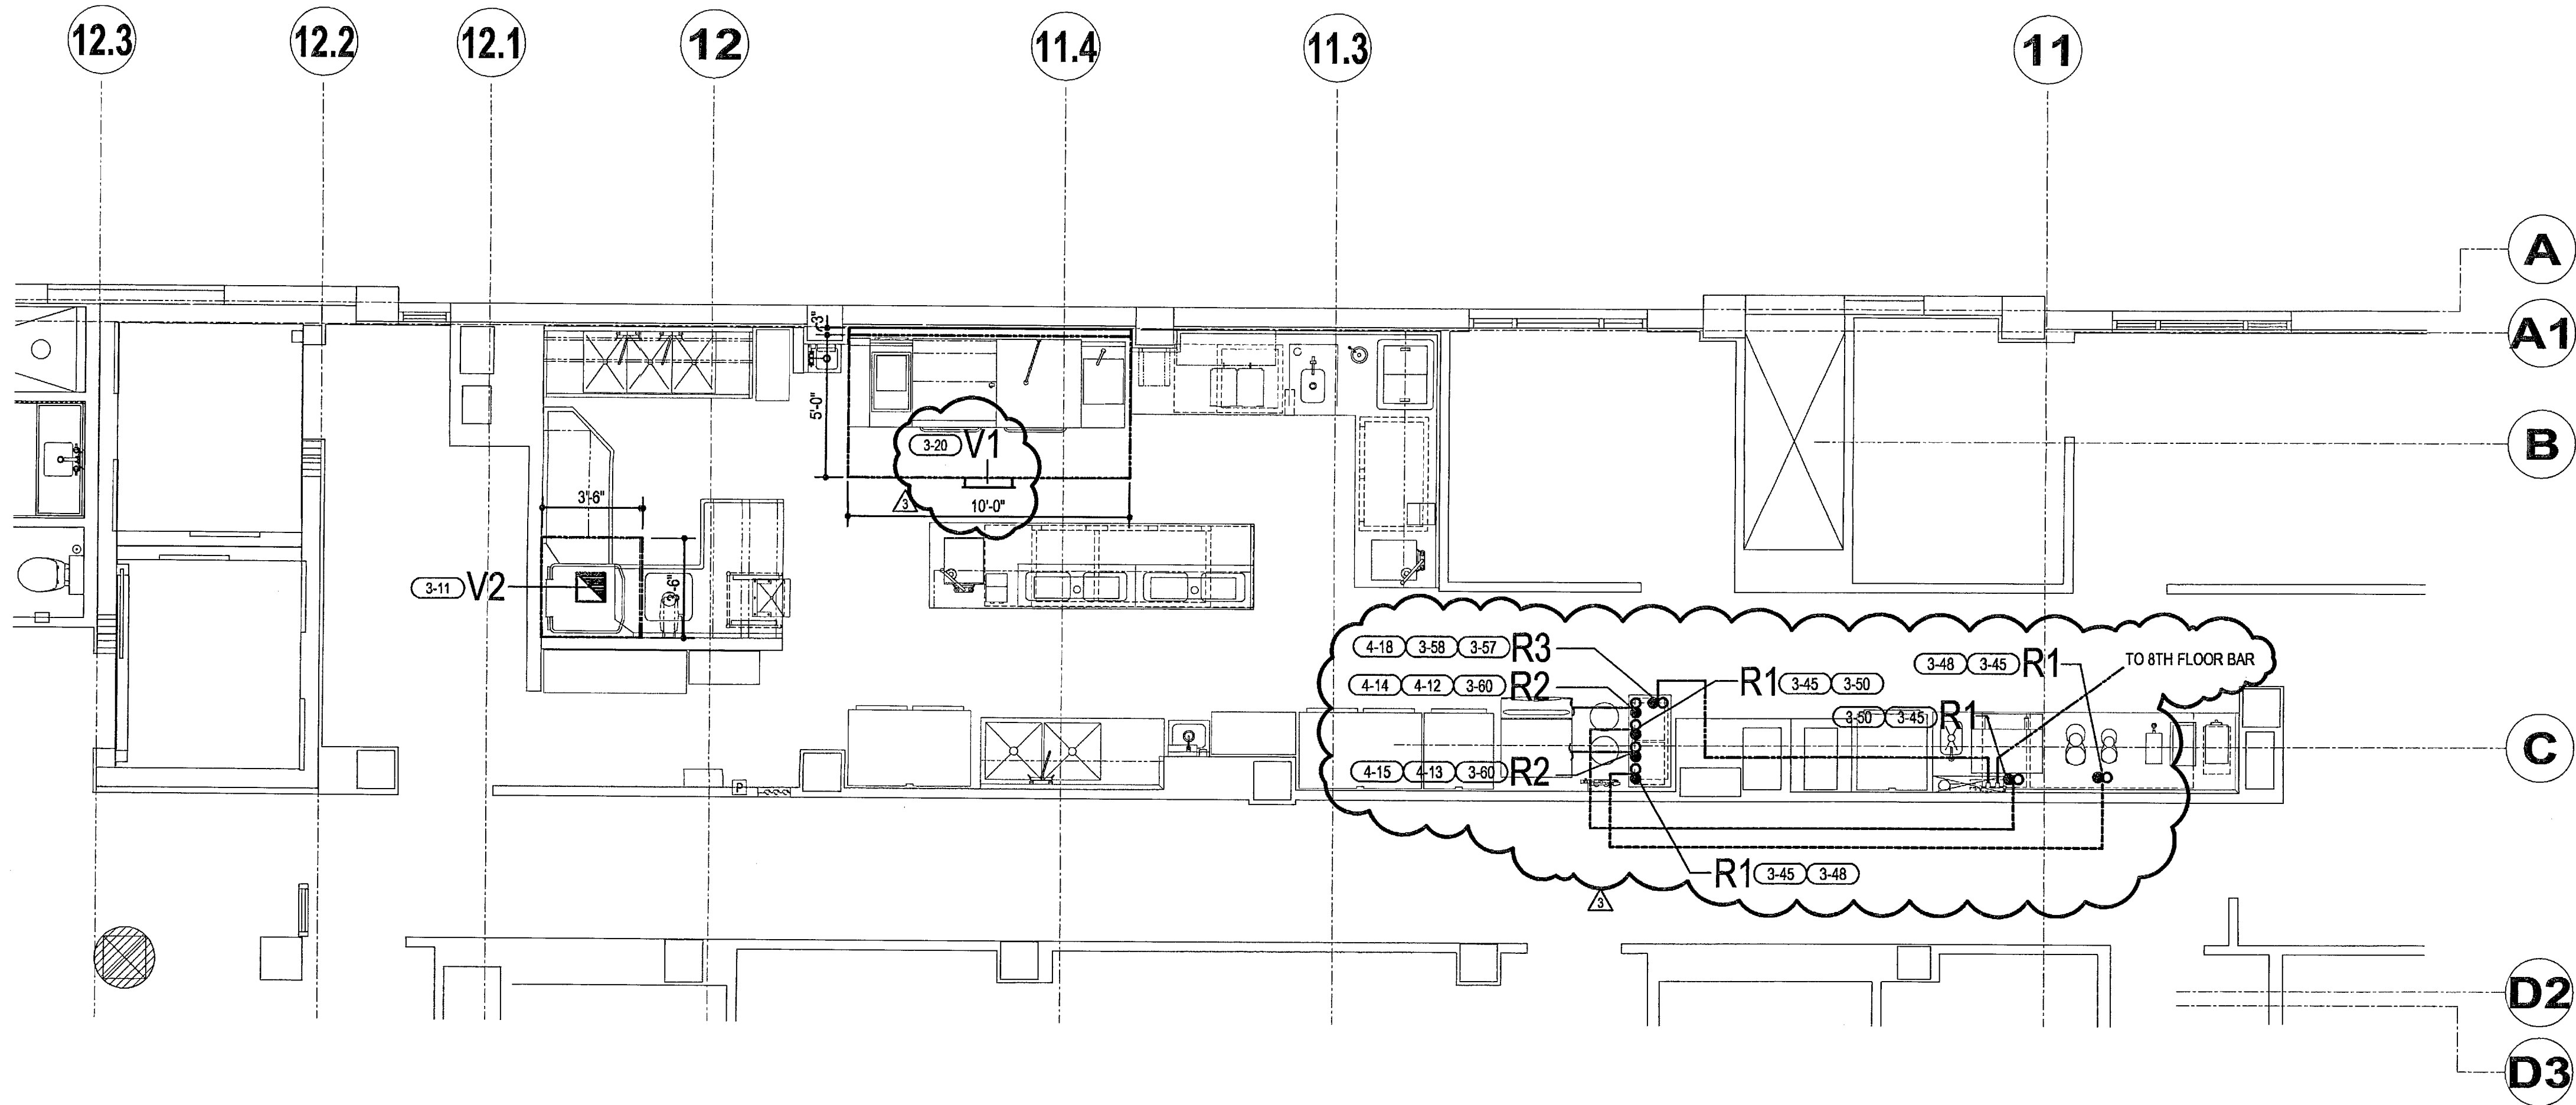 12.3 12.2 12.1 12 11.4 11.3 11
A
3"
A1
5'-0"
B
3-20 V1
3'-6"
3
10'-0"
3-11 V2
3'-6"
4-18 3-58 3-57 R3
TO 8TH FLOOR BAR
3-48 3-45 R1
4-14 4-12 3-60 R2
R1 3-45 3-50
3-50 3-45 R1
C
4-15 4-13 3-60 R2
P
R1 3-45 3-48
3
D2
D3